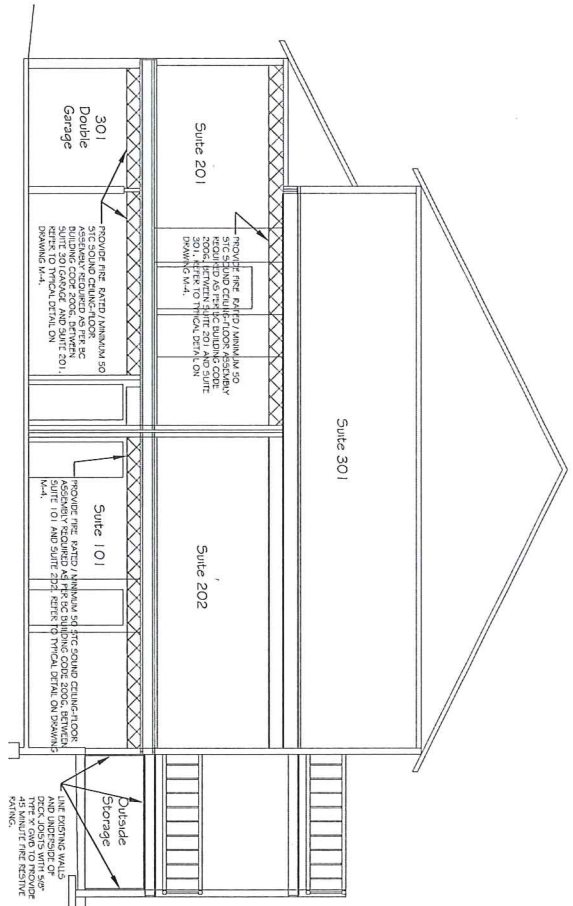 Suite 301
Suite 201
PROVIDE FIRE RATED / MINIMUM 50
STC SOUND CEILING-FLOOR ASSEMBLY
REQUIRED AS PER BC BUILDING CODE
2006, BETWEEN SUITE 201 AND SUITE
301. REFER TO TYPICAL DETAIL ON
DRAWING M-4.
Suite 202
301
Double
Garage
PROVIDE FIRE RATED / MINIMUM 50
STC SOUND CEILING-FLOOR
ASSEMBLY REQUIRED AS PER BC
BUILDING CODE 2006, BETWEEN
SUITE 301GARAGE AND SUITE 201.
REFER TO TYPICAL DETAIL ON
DRAWING M-4.
Suite 101
PROVIDE FIRE RATED / MINIMUM 50 STC SOUND CEILING-FLOOR
ASSEMBLY REQUIRED AS PER BC BUILDING CODE 2006, BETWEEN
SUITE 101 AND SUITE 202. REFER TO TYPICAL DETAIL ON DRAWING
M-4.
Outside
Storage
LINE EXISTING WALLS
AND UNDERSIDE OF
DECK JOISTS WITH 5/8"
TYPE 'X' GWB TO PROVIDE
45 MINUTE FIRE RESTIVE
RATING.